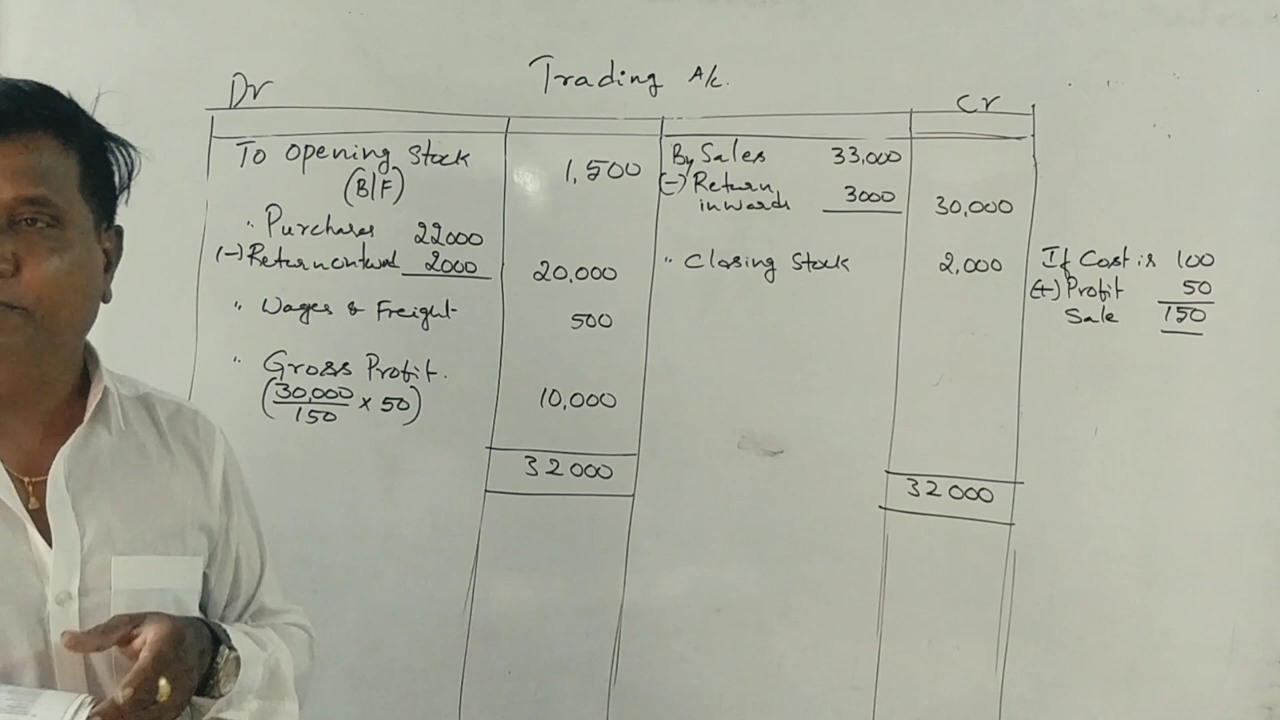 Trading A/c.
Dr
Cr
To Opening Stock 1,500
(B/F)
" Purchases 22000
(-) Return outward 2000 20,000
" Wages & Freight 500
" Gross Profit.
(30,000/150 × 50) 10,000
32000
By Sales 33,000
(-) Return 3000 30,000
inwards
" Closing Stock 2,000
32000
If Cost is 100
(+) Profit 50
Sale 150